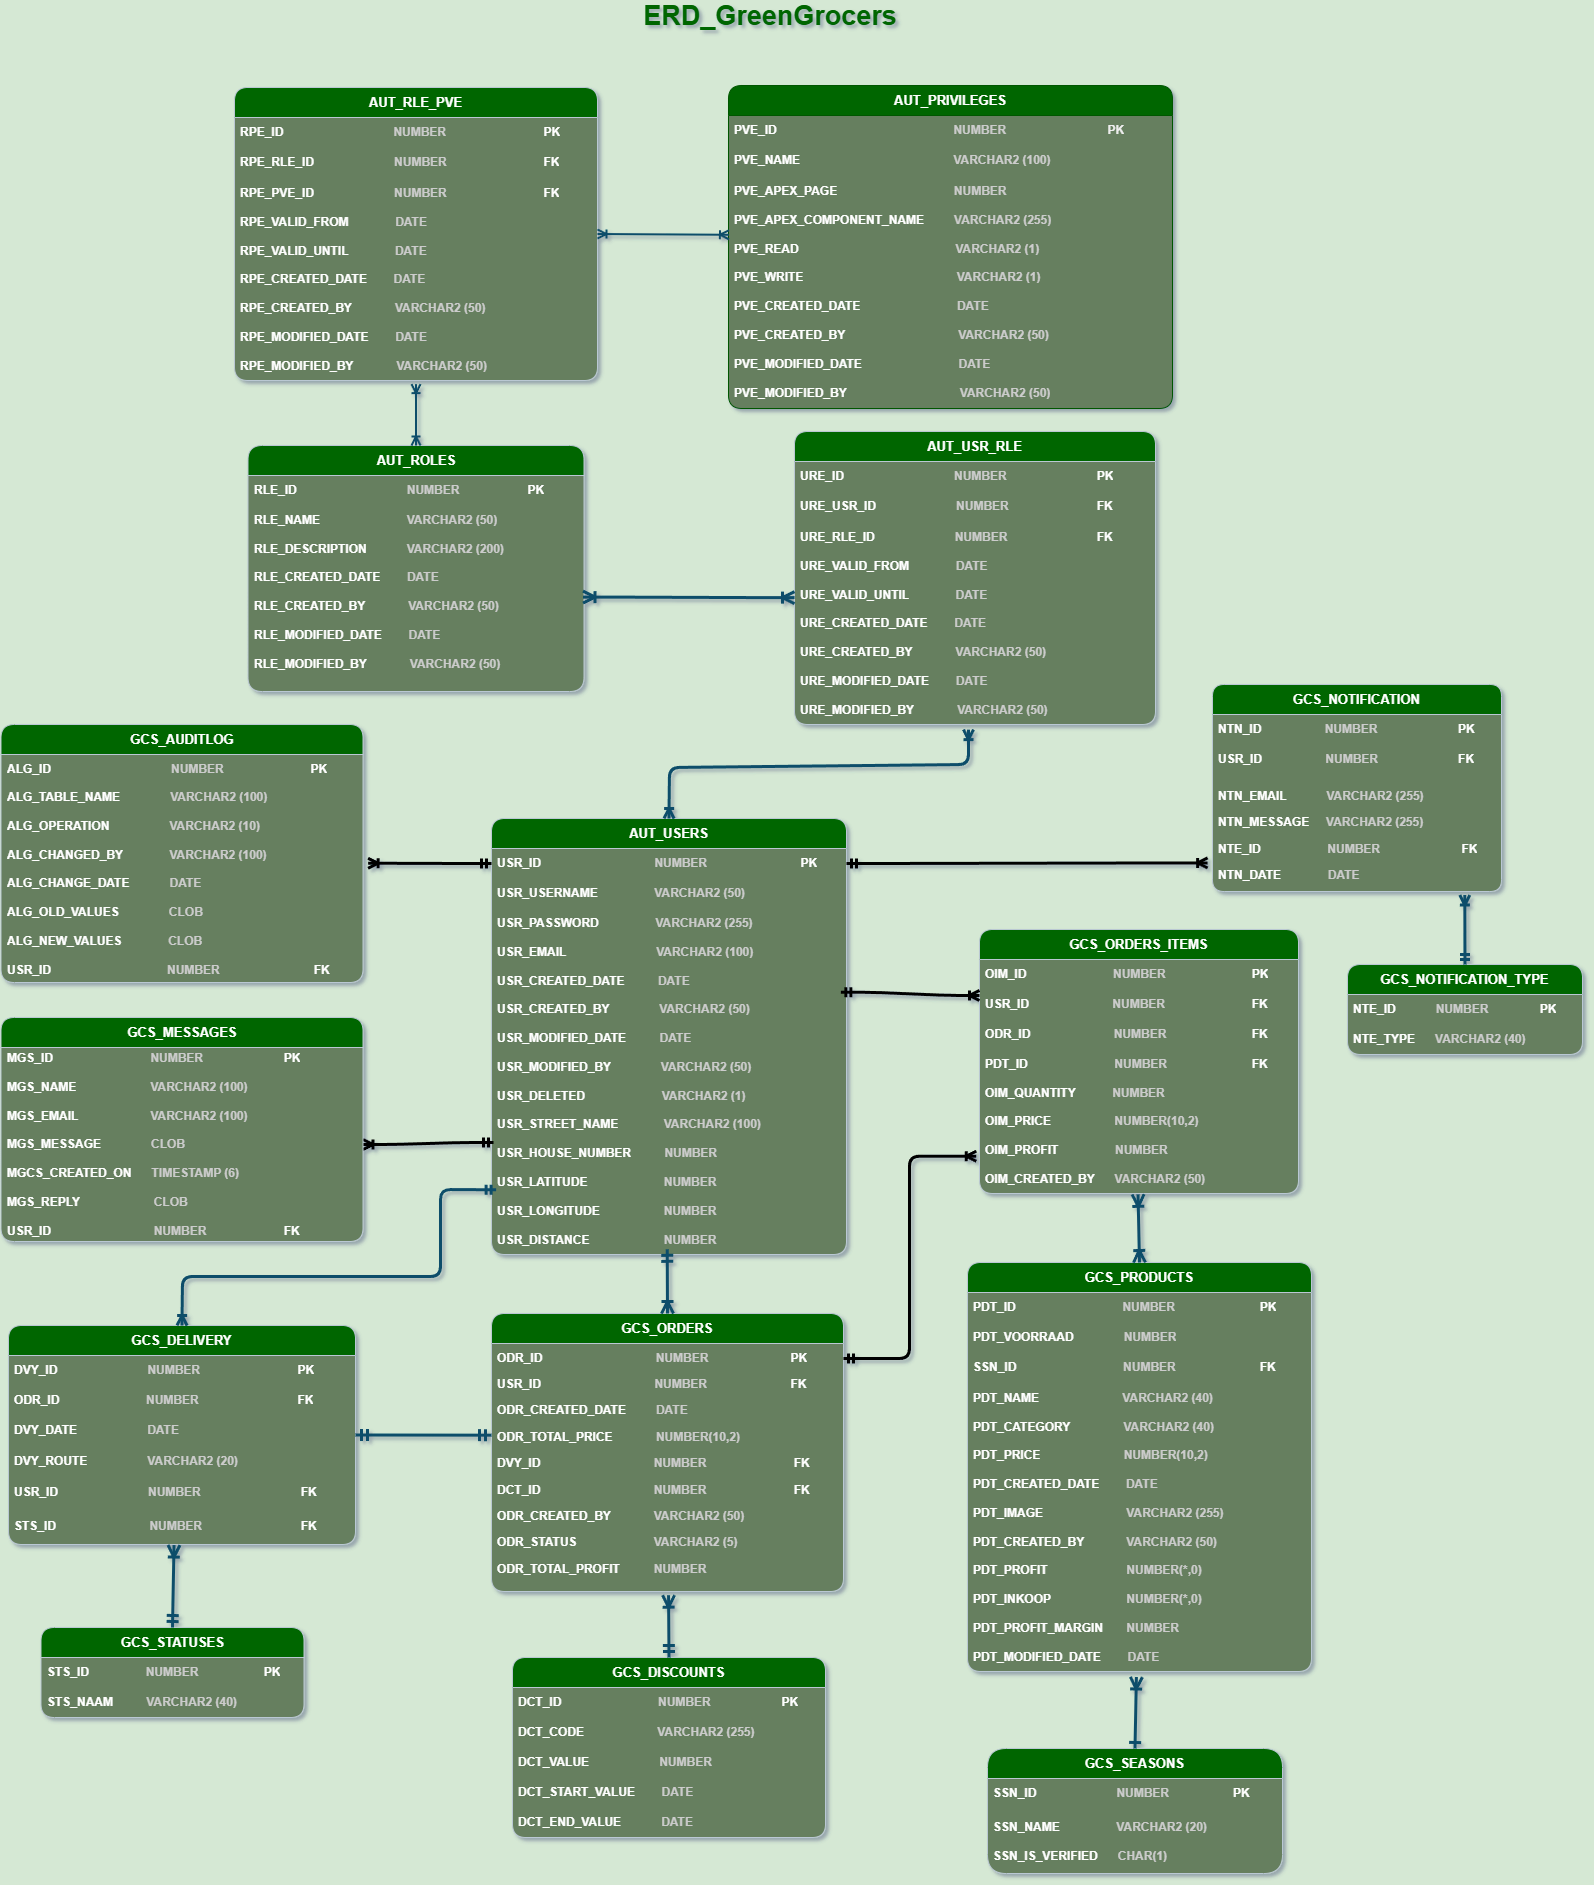 ERD_GreenGrocers
AUT_RLE_PVE
RPE_ID NUMBER PK
RPE_RLE_ID NUMBER FK
RPE_PVE_ID NUMBER FK
RPE_VALID_FROM DATE
RPE_VALID_UNTIL DATE
RPE_CREATED_DATE DATE
RPE_CREATED_BY VARCHAR2 (50)
RPE_MODIFIED_DATE DATE
RPE_MODIFIED_BY VARCHAR2 (50)
AUT_PRIVILEGES
PVE_ID NUMBER PK
PVE_NAME VARCHAR2 (100)
PVE_APEX_PAGE NUMBER
PVE_APEX_COMPONENT_NAME VARCHAR2 (255)
PVE_READ VARCHAR2 (1)
PVE_WRITE VARCHAR2 (1)
PVE_CREATED_DATE DATE
PVE_CREATED_BY VARCHAR2 (50)
PVE_MODIFIED_DATE DATE
PVE_MODIFIED_BY VARCHAR2 (50)
AUT_ROLES
RLE_ID NUMBER PK
RLE_NAME VARCHAR2 (50)
RLE_DESCRIPTION VARCHAR2 (200)
RLE_CREATED_DATE DATE
RLE_CREATED_BY VARCHAR2 (50)
RLE_MODIFIED_DATE DATE
RLE_MODIFIED_BY VARCHAR2 (50)
AUT_USR_RLE
URE_ID NUMBER PK
URE_USR_ID NUMBER FK
URE_RLE_ID NUMBER FK
URE_VALID_FROM DATE
URE_VALID_UNTIL DATE
URE_CREATED_DATE DATE
URE_CREATED_BY VARCHAR2 (50)
URE_MODIFIED_DATE DATE
URE_MODIFIED_BY VARCHAR2 (50)
GCS_NOTIFICATION
NTN_ID NUMBER PK
USR_ID NUMBER FK
NTN_EMAIL VARCHAR2 (255)
NTN_MESSAGE VARCHAR2 (255)
NTE_ID NUMBER FK
NTN_DATE DATE
GCS_AUDITLOG
ALG_ID NUMBER PK
ALG_TABLE_NAME VARCHAR2 (100)
ALG_OPERATION VARCHAR2 (10)
ALG_CHANGED_BY VARCHAR2 (100)
ALG_CHANGE_DATE DATE
ALG_OLD_VALUES CLOB
ALG_NEW_VALUES CLOB
USR_ID NUMBER FK
AUT_USERS
USR_ID NUMBER PK
USR_USERNAME VARCHAR2 (50)
USR_PASSWORD VARCHAR2 (255)
USR_EMAIL VARCHAR2 (100)
USR_CREATED_DATE DATE
USR_CREATED_BY VARCHAR2 (50)
USR_MODIFIED_DATE DATE
USR_MODIFIED_BY VARCHAR2 (50)
USR_DELETED VARCHAR2 (1)
USR_STREET_NAME VARCHAR2 (100)
USR_HOUSE_NUMBER NUMBER
USR_LATITUDE NUMBER
USR_LONGITUDE NUMBER
USR_DISTANCE NUMBER
GCS_ORDERS_ITEMS
OIM_ID NUMBER PK
USR_ID NUMBER FK
ODR_ID NUMBER FK
PDT_ID NUMBER FK
OIM_QUANTITY NUMBER
OIM_PRICE NUMBER(10,2)
OIM_PROFIT NUMBER
OIM_CREATED_BY VARCHAR2 (50)
GCS_NOTIFICATION_TYPE
NTE_ID NUMBER PK
NTE_TYPE VARCHAR2 (40)
GCS_MESSAGES
MGS_ID NUMBER PK
MGS_NAME VARCHAR2 (100)
MGS_EMAIL VARCHAR2 (100)
MGS_MESSAGE CLOB
MGCS_CREATED_ON TIMESTAMP (6)
MGS_REPLY CLOB
USR_ID NUMBER FK
GCS_DELIVERY
DVY_ID NUMBER PK
ODR_ID NUMBER FK
DVY_DATE DATE
DVY_ROUTE VARCHAR2 (20)
USR_ID NUMBER FK
STS_ID NUMBER FK
GCS_ORDERS
ODR_ID NUMBER PK
USR_ID NUMBER FK
ODR_CREATED_DATE DATE
ODR_TOTAL_PRICE NUMBER(10,2)
DVY_ID NUMBER FK
DCT_ID NUMBER FK
ODR_CREATED_BY VARCHAR2 (50)
ODR_STATUS VARCHAR2 (5)
ODR_TOTAL_PROFIT NUMBER
GCS_PRODUCTS
PDT_ID NUMBER PK
PDT_VOORRAAD NUMBER
SSN_ID NUMBER FK
PDT_NAME VARCHAR2 (40)
PDT_CATEGORY VARCHAR2 (40)
PDT_PRICE NUMBER(10,2)
PDT_CREATED_DATE DATE
PDT_IMAGE VARCHAR2 (255)
PDT_CREATED_BY VARCHAR2 (50)
PDT_PROFIT NUMBER(*,0)
PDT_INKOOP NUMBER(*,0)
PDT_PROFIT_MARGIN NUMBER
PDT_MODIFIED_DATE DATE
GCS_STATUSES
STS_ID NUMBER PK
STS_NAAM VARCHAR2 (40)
GCS_DISCOUNTS
DCT_ID NUMBER PK
DCT_CODE VARCHAR2 (255)
DCT_VALUE NUMBER
DCT_START_VALUE DATE
DCT_END_VALUE DATE
GCS_SEASONS
SSN_ID NUMBER PK
SSN_NAME VARCHAR2 (20)
SSN_IS_VERIFIED CHAR(1)